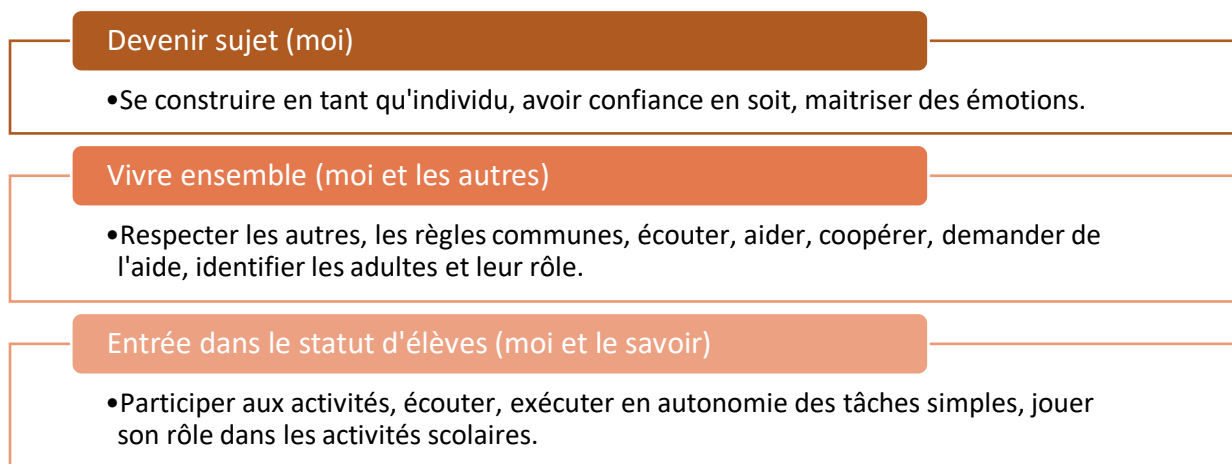 Devenir sujet (moi)
•Se construire en tant qu'individu, avoir confiance en soit, maitriser des émotions.
Vivre ensemble (moi et les autres)
•Respecter les autres, les règles communes, écouter, aider, coopérer, demander de
l'aide, identifier les adultes et leur rôle.
Entrée dans le statut d'élèves (moi et le savoir)
•Participer aux activités, écouter, exécuter en autonomie des tâches simples, jouer
son rôle dans les activités scolaires.